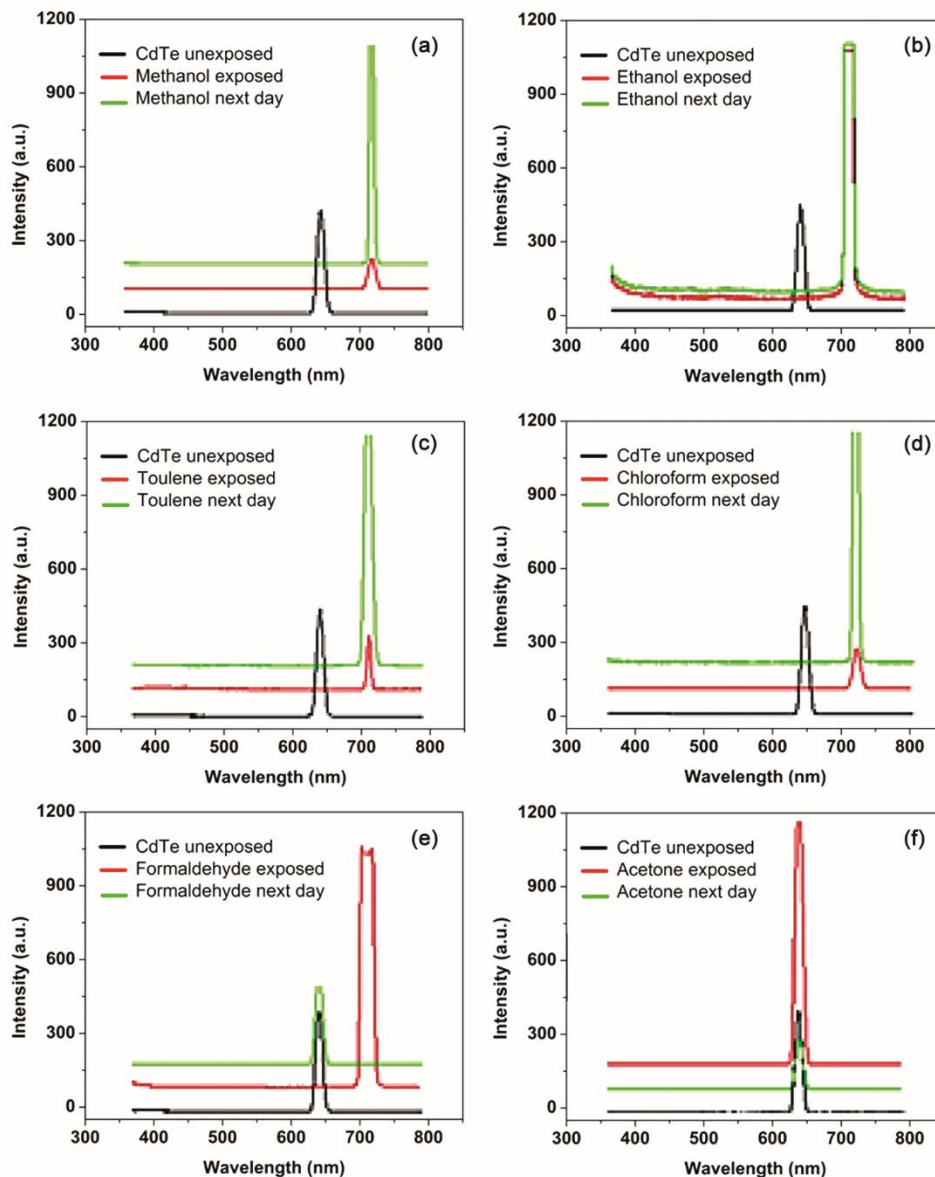 1200
900
600
300
0
Intensity (a.u.)
CdTe unexposed
Methanol exposed
Methanol next day
(a)
300 400 500 600 700 800
Wavelength (nm)
1200
900
600
300
0
Intensity (a.u.)
CdTe unexposed
Ethanol exposed
Ethanol next day
(b)
300 400 500 600 700 800
Wavelength (nm)
1200
900
600
300
0
Intensity (a.u.)
CdTe unexposed
Toulene exposed
Toulene next day
(c)
300 400 500 600 700 800
Wavelength (nm)
1200
900
600
300
0
Intensity (a.u.)
CdTe unexposed
Chloroform exposed
Chloroform next day
(d)
300 400 500 600 700 800
Wavelength (nm)
1200
900
600
300
0
Intensity (a.u.)
CdTe unexposed
Formaldehyde exposed
Formaldehyde next day
(e)
300 400 500 600 700 800
Wavelength (nm)
1200
900
600
300
0
Intensity (a.u.)
CdTe unexposed
Acetone exposed
Acetone next day
(f)
300 400 500 600 700 800
Wavelength (nm)